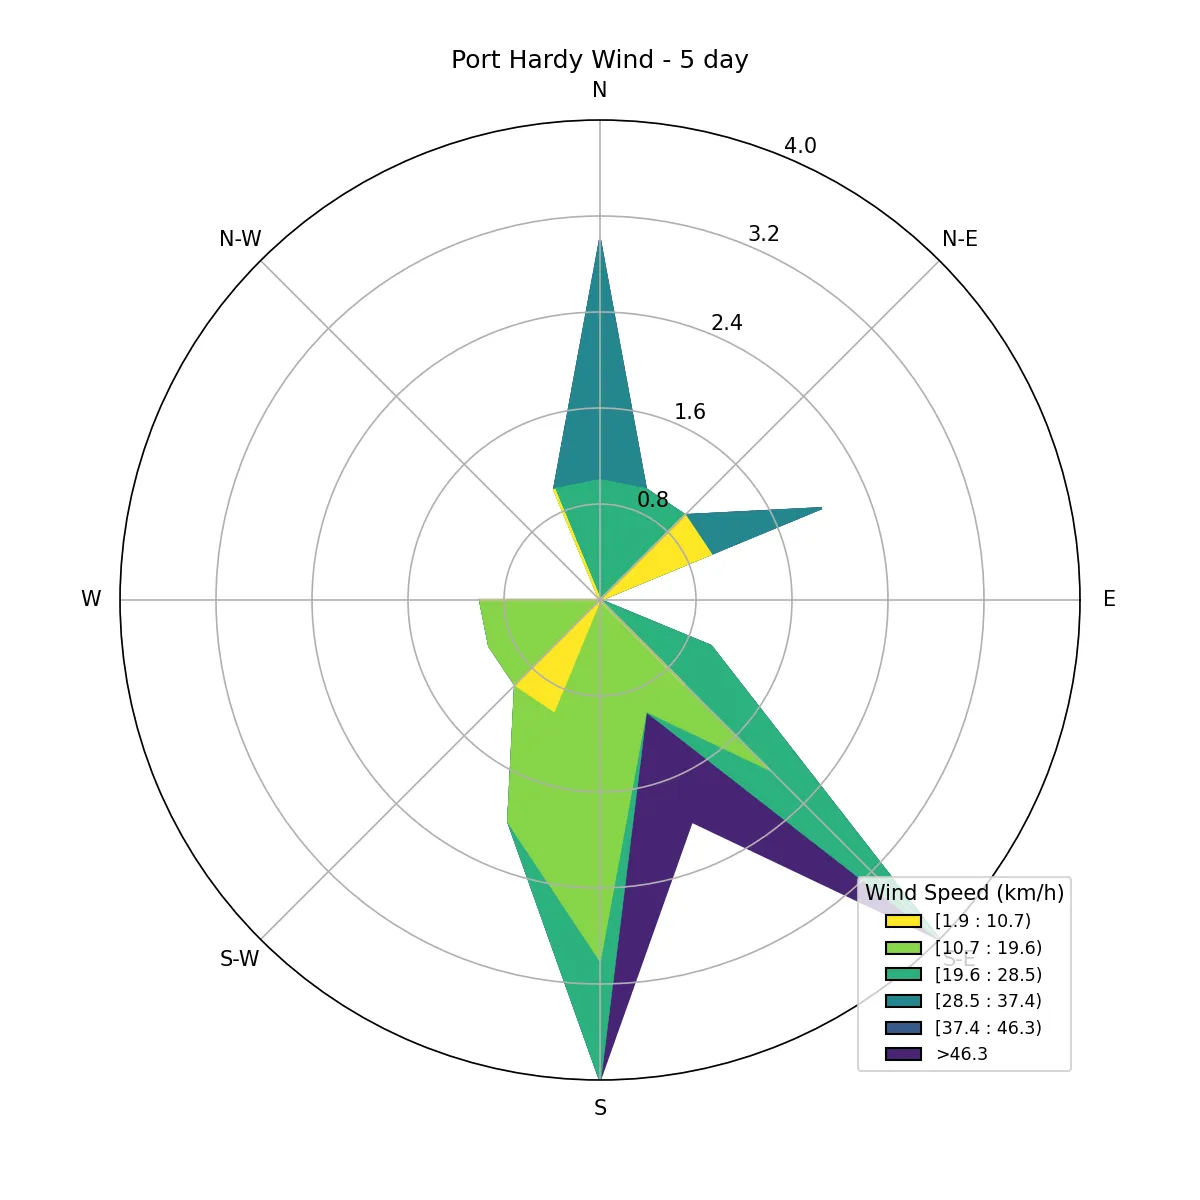 Port Hardy Wind - 5 day
N
4.0
N-W
3.2
N-E
2.4
1.6
0.8
W
E
Wind Speed (km/h)
[1.9 : 10.7)
[10.7 : 19.6)
S-W
S-E
[19.6 : 28.5)
[28.5 : 37.4)
[37.4 : 46.3)
>46.3
S